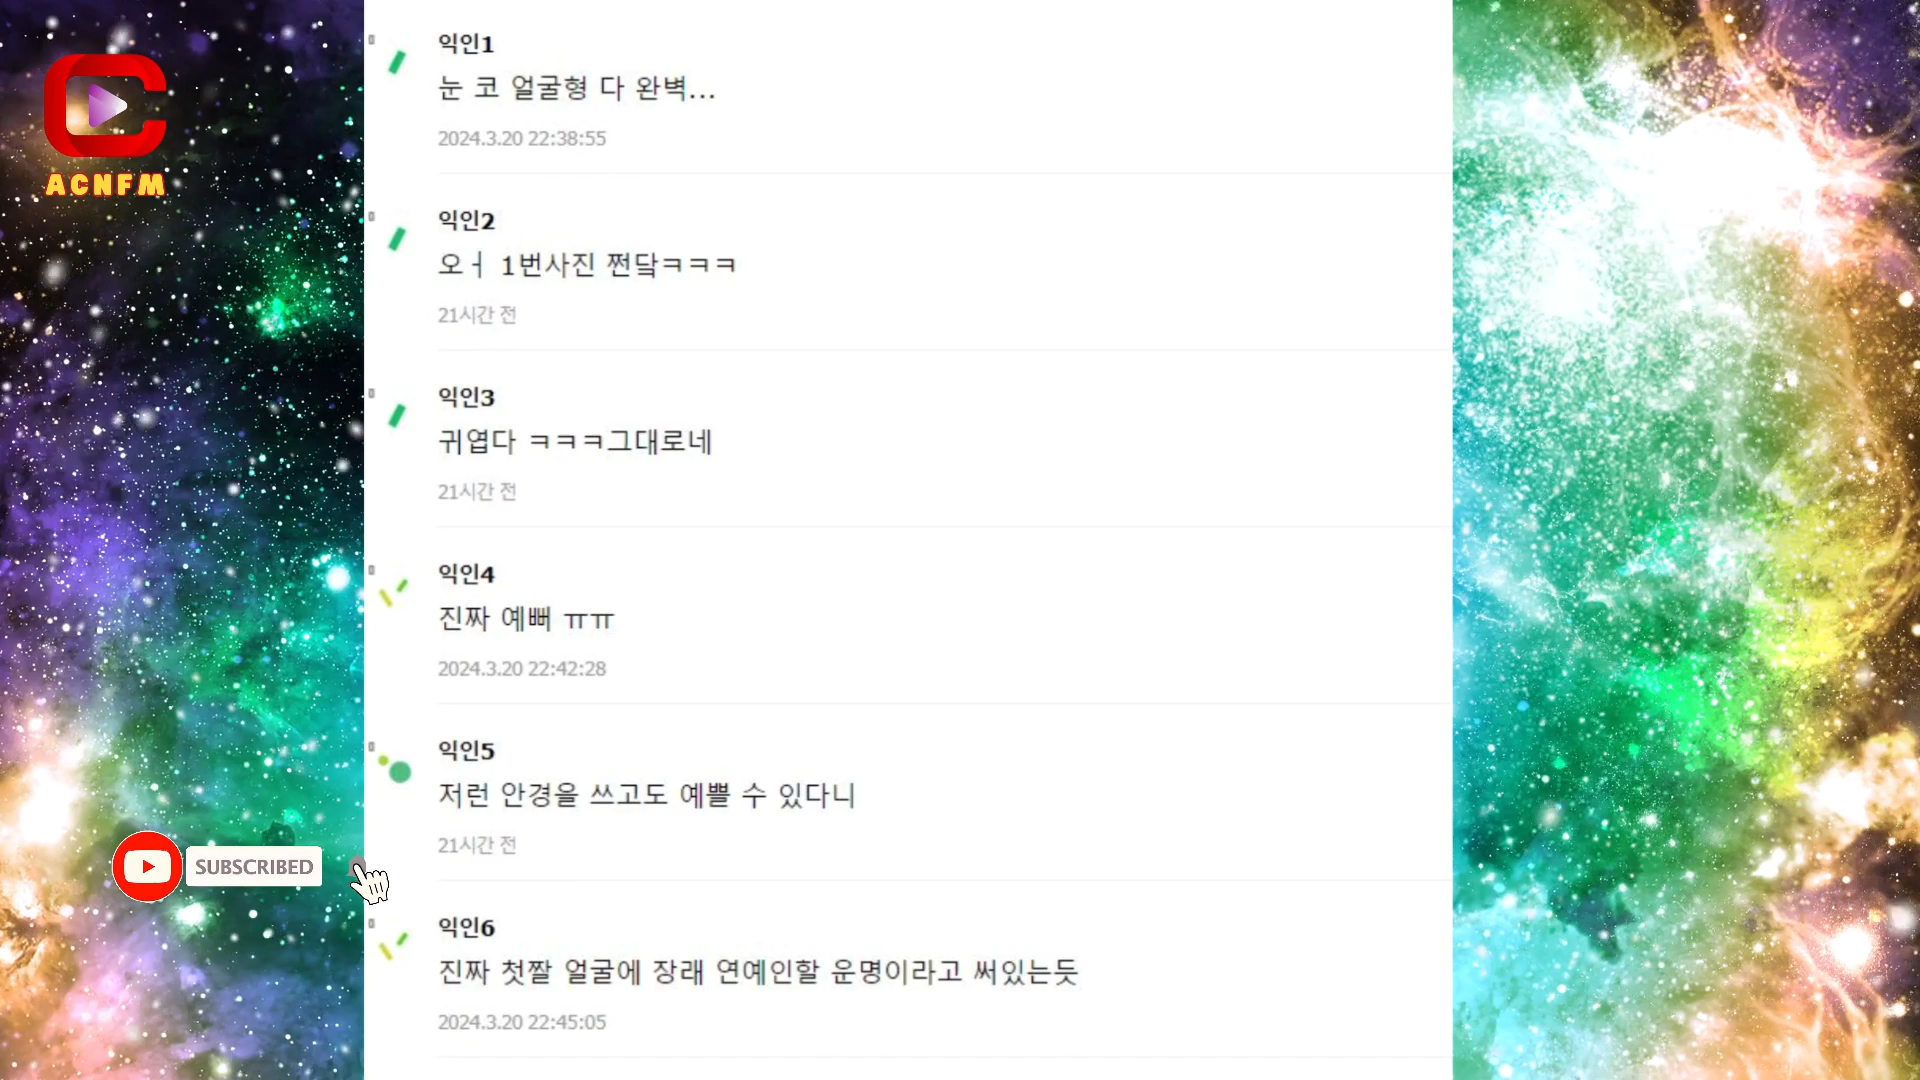 ACNFM
익인1
눈 코 얼굴형 다 완벽...
2024.3.20 22:38:55
익인2
오ㅓ 1번사진 쩐닮ㅋㅋㅋ
21시간 전
익인3
귀엽다 ㅋㅋㅋ그대로네
21시간 전
익인4
진짜 예뻐 ㅠㅠ
2024.3.20 22:42:28
익인5
저런 안경을 쓰고도 예쁠 수 있다니
21시간 전
SUBSCRIBED
익인6
진짜 첫짤 얼굴에 장래 연예인할 운명이라고 써있는듯
2024.3.20 22:45:05